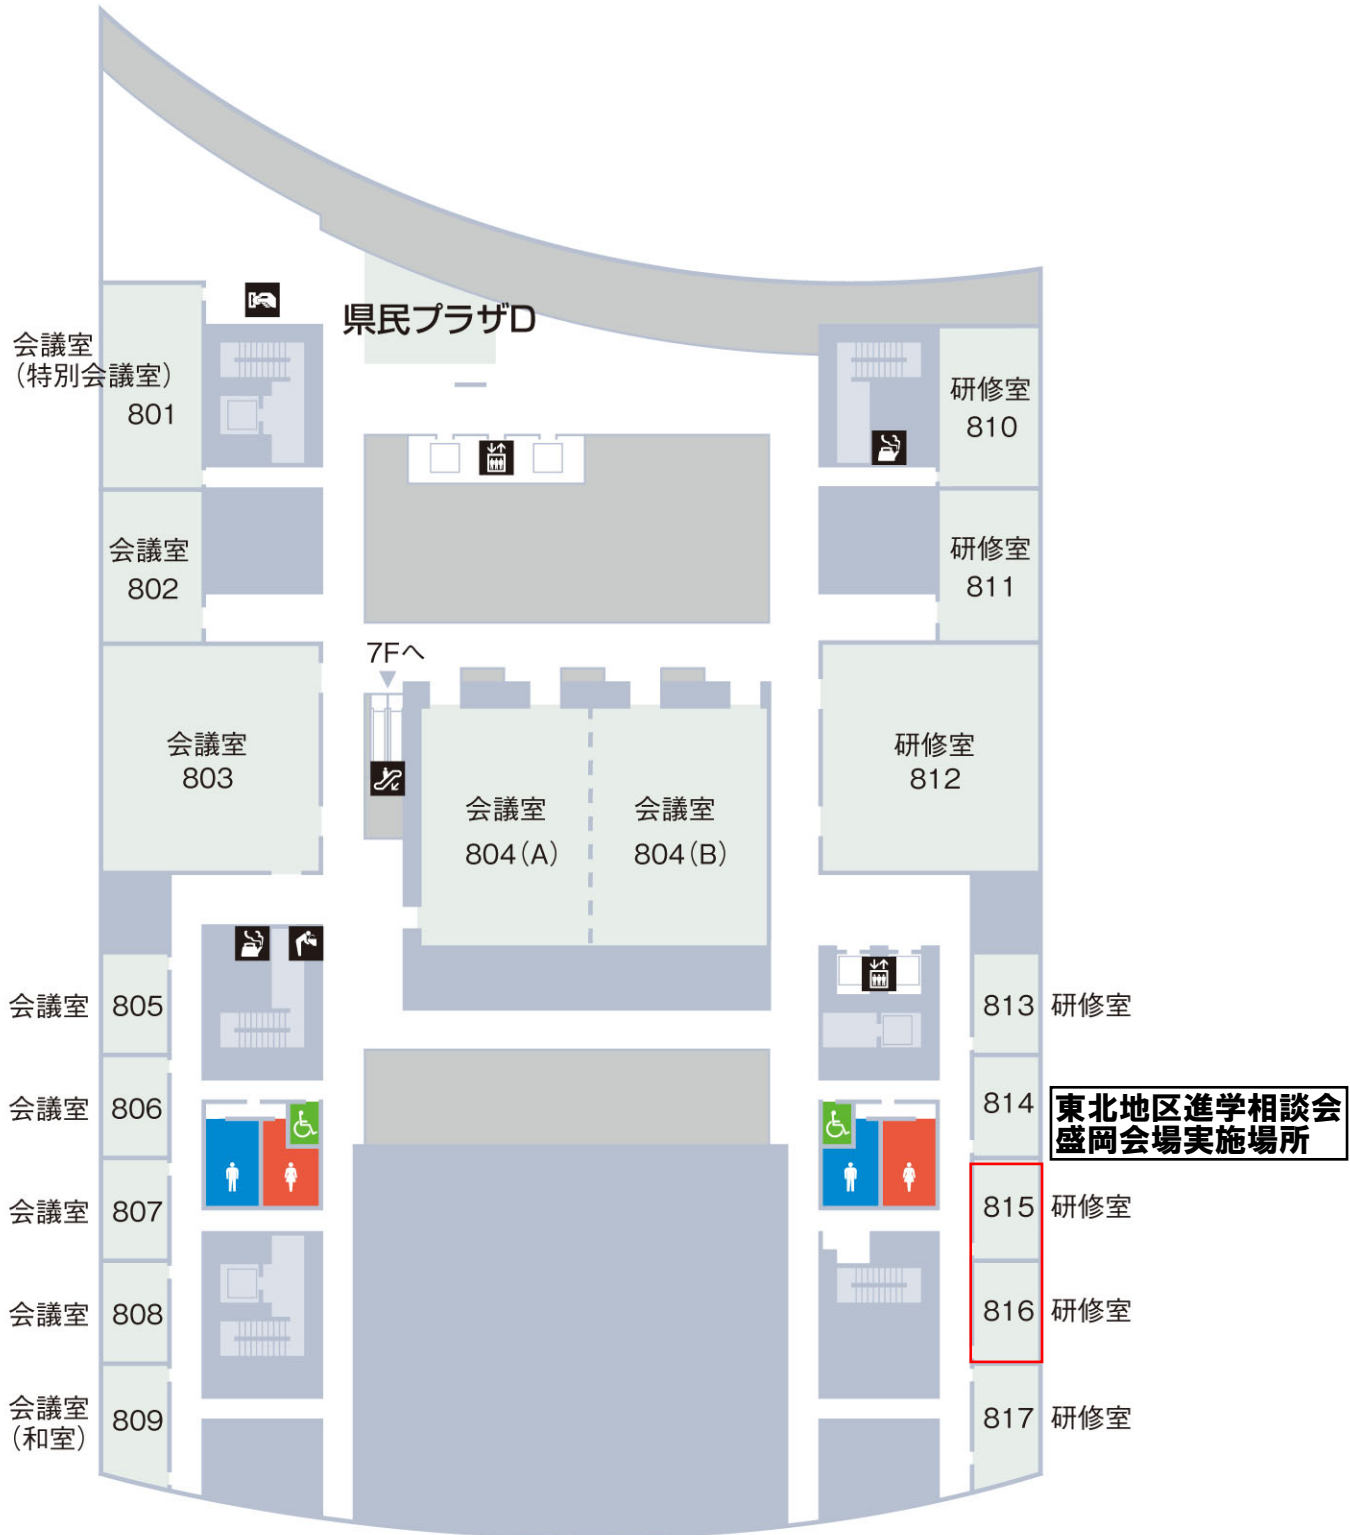 県民プラザD
会議室
（特別会議室）
801
研修室
810
会議室
802
研修室
811
7Fへ
会議室
803
研修室
812
会議室
804（A）
会議室
804（B）
会議室 805
813 研修室
会議室 806
814
東北地区進学相談会
盛岡会場実施場所
会議室 807
815 研修室
会議室 808
816 研修室
会議室
（和室）
809
817 研修室